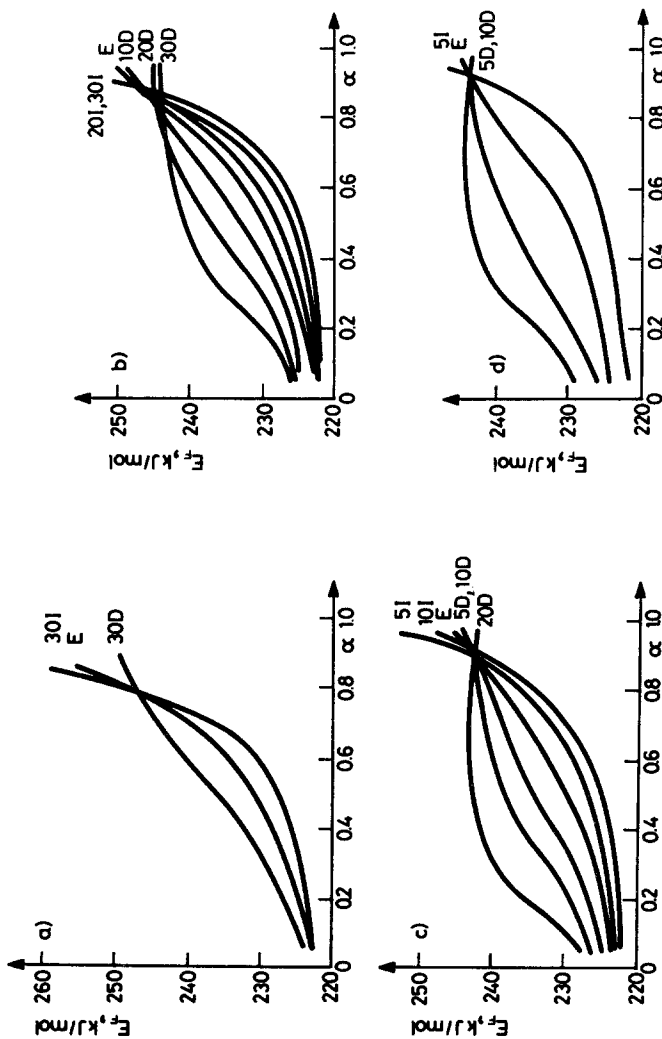 a)
E_F, kJ/mol
260
250
240
230
220
0
0.2
0.4
0.6
0.8
1.0
α
30I
E
30D
b)
E_F, kJ/mol
250
240
230
220
0
0.2
0.4
0.6
0.8
1.0
α
20I,30I
E
10D
20D
30D
c)
E_F, kJ/mol
250
240
230
220
0
0.2
0.4
0.6
0.8
1.0
α
5I
10I
E
5D,10D
20D
d)
E_F, kJ/mol
240
230
220
0
0.2
0.4
0.6
0.8
1.0
α
5I
E
5D,10D